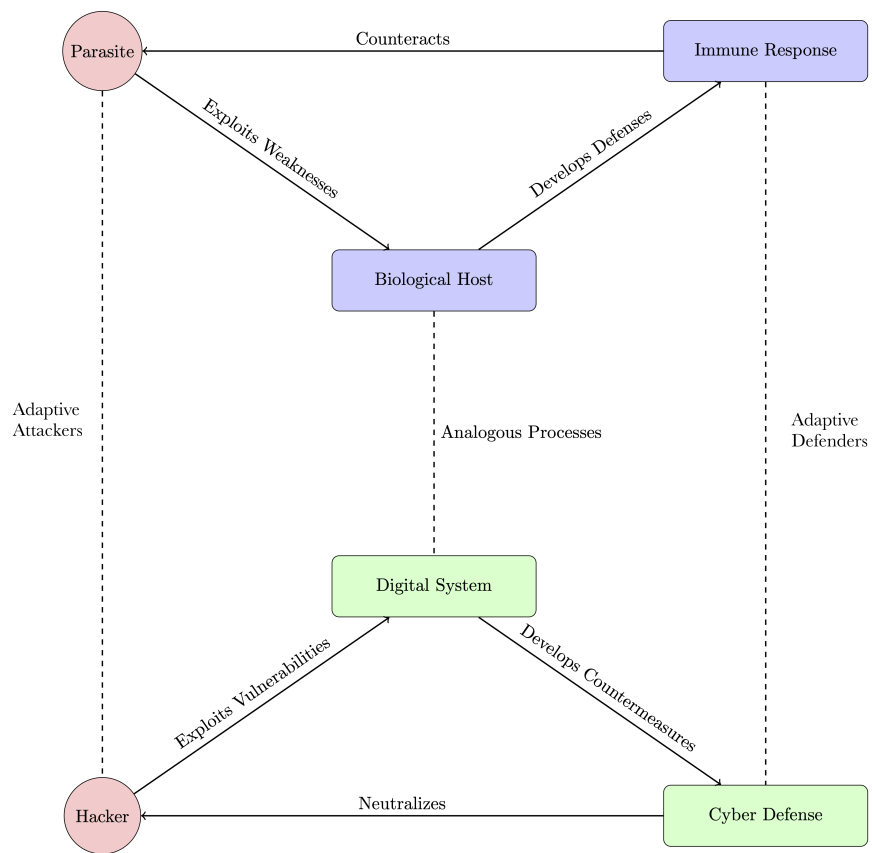 Parasite
Counteracts
Immune Response
Exploits Weaknesses
Develops Defenses
Biological Host
Adaptive
Attackers
Analogous Processes
Adaptive
Defenders
Digital System
Exploits Vulnerabilities
Develops Countermeasures
Hacker
Neutralizes
Cyber Defense